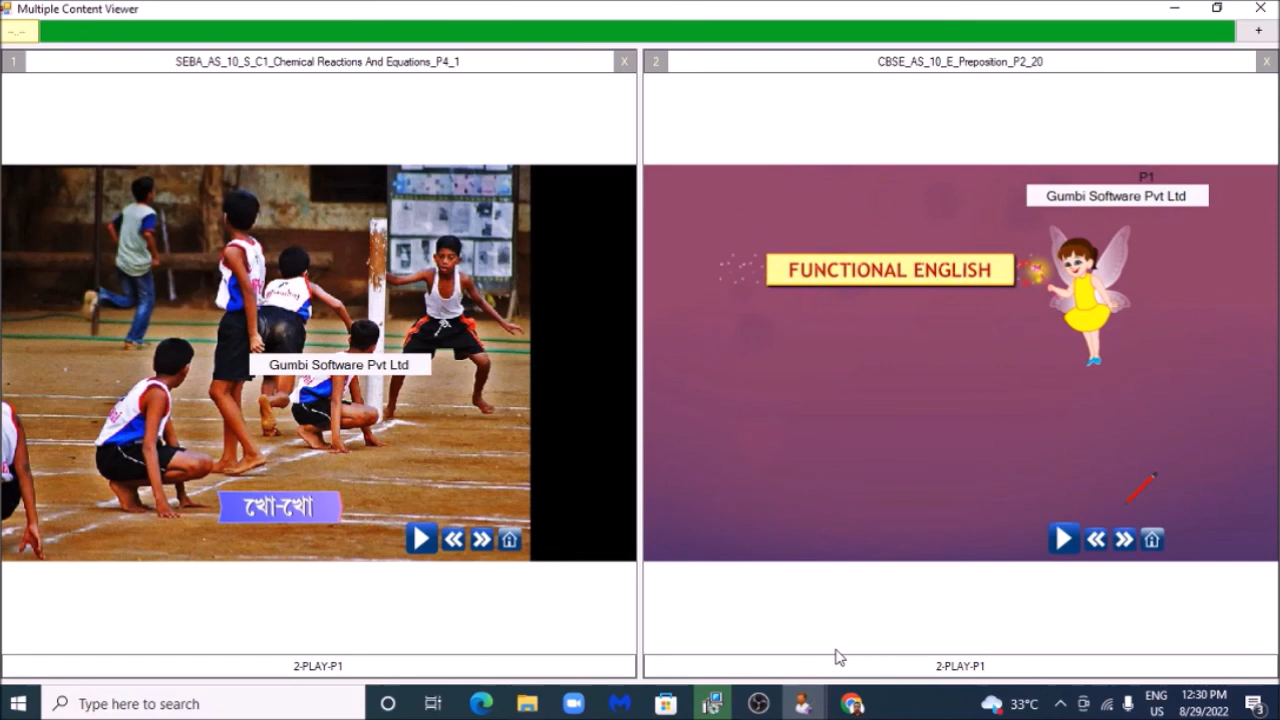 Multiple Content Viewer
--..--
+
1
SEBA_AS_10_S_C1_Chemical Reactions And Equations_P4_1
X
2
CBSE_AS_10_E_Preposition_P2_20
X
Gumbi Software Pvt Ltd
খো-খো
2-PLAY-P1
P1
Gumbi Software Pvt Ltd
FUNCTIONAL ENGLISH
2-PLAY-P1
Type here to search
33°C
ENG
US
12:30 PM
8/29/2022
3